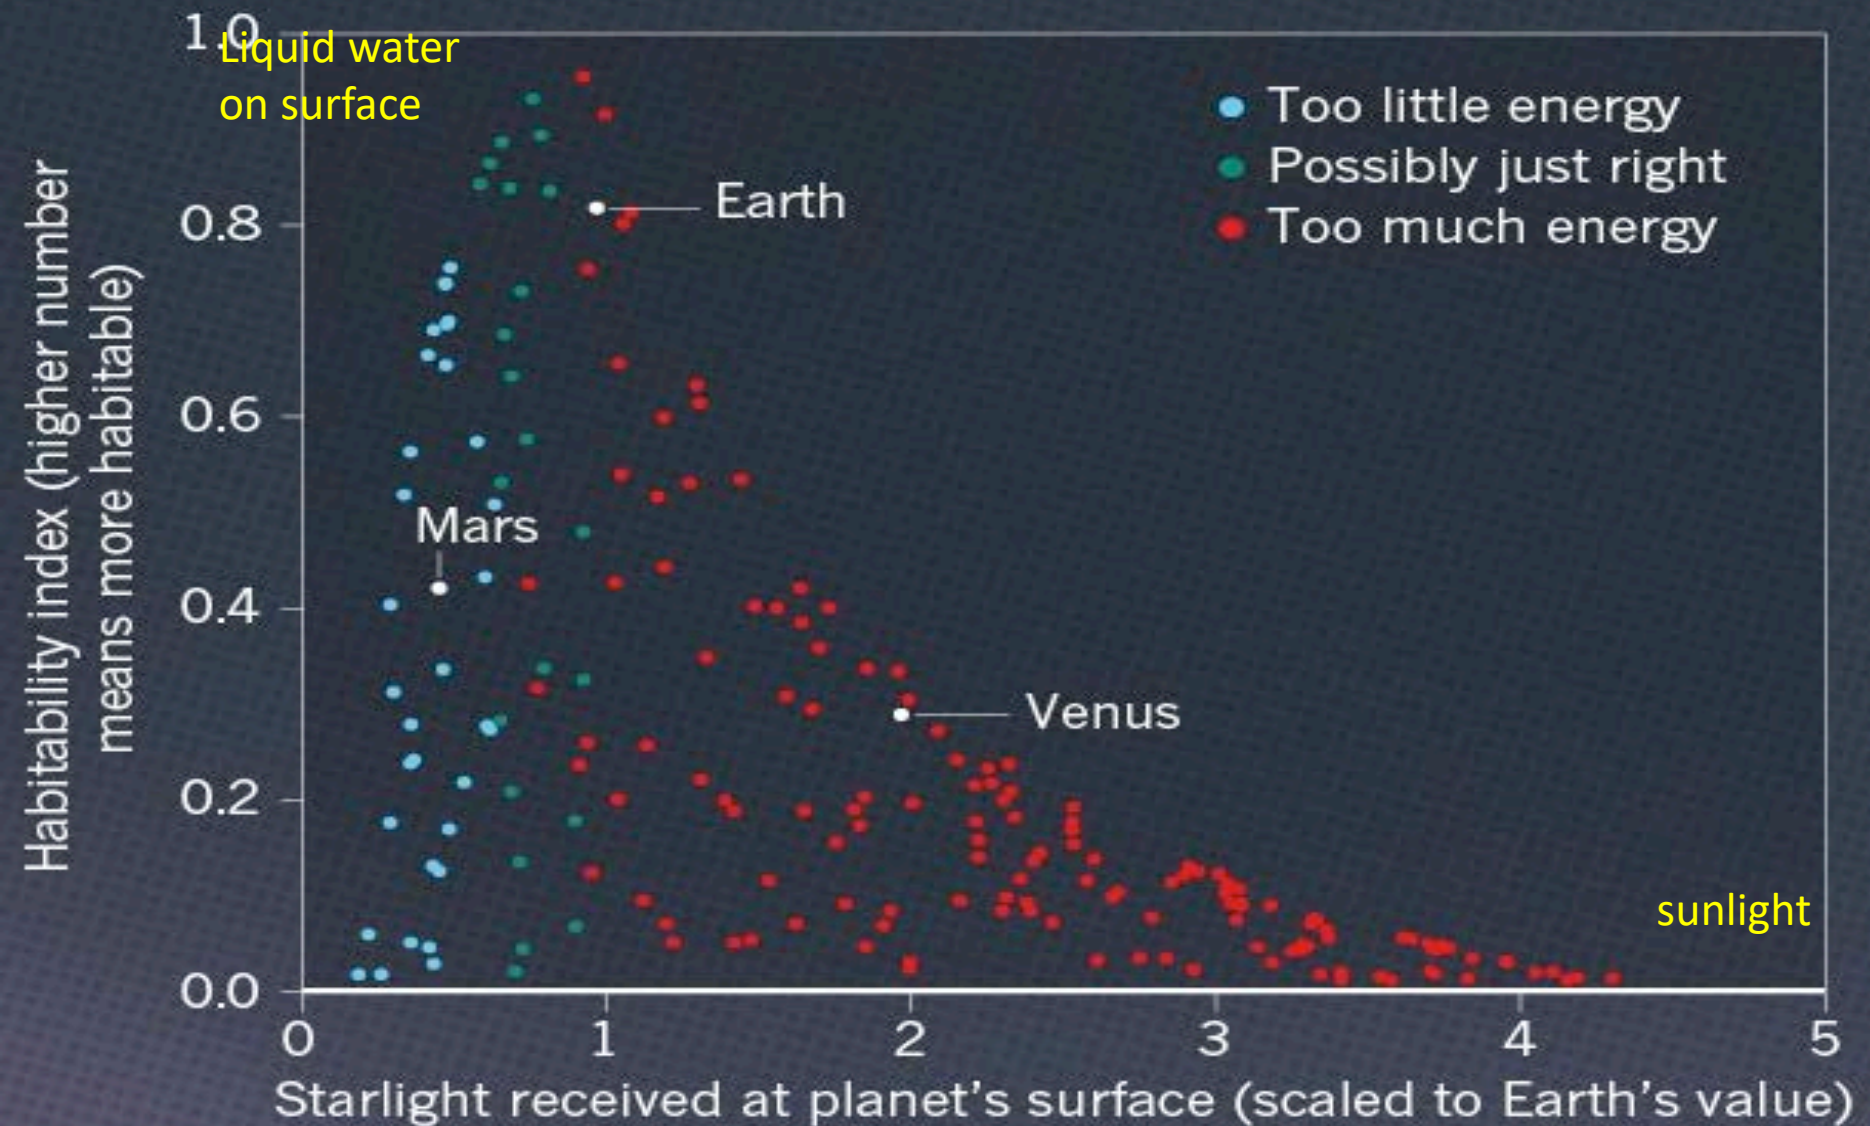 1.0
Liquid water
on surface
Too little energy
Possibly just right
Too much energy
Earth
0.8
Habitability index (higher number
means more habitable)
0.6
Mars
0.4
Venus
0.2
sunlight
0.0
0 1 2 3 4 5
Starlight received at planet's surface (scaled to Earth's value)